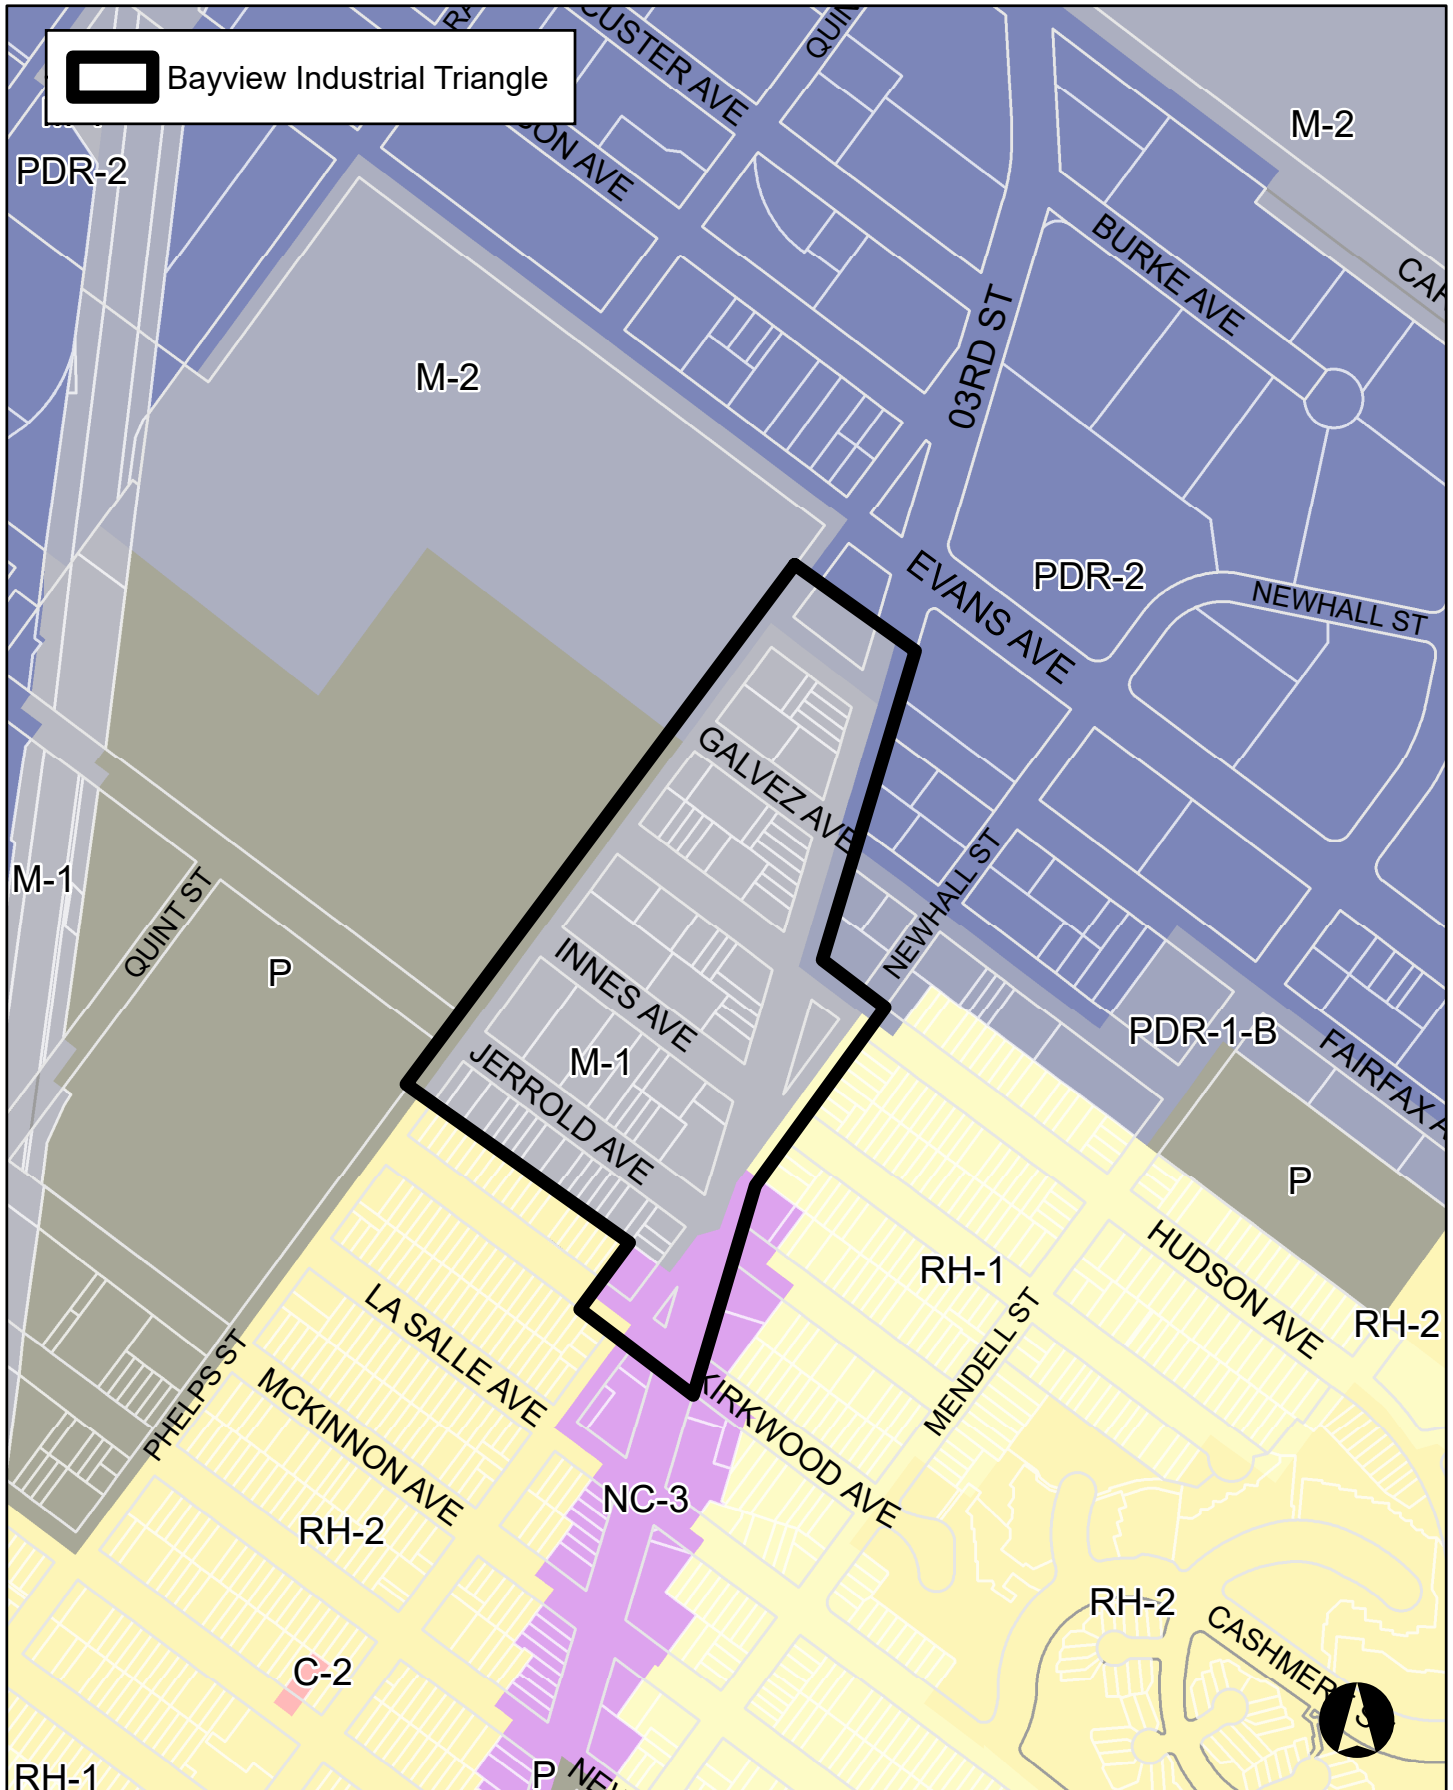 Bayview Industrial Triangle
CUSTER AVE
M-2
PDR-2
BURKE AVE
03RD ST
M-2
EVANS AVE
PDR-2
NEWHALL ST
GALVEZ AVE
M-1
QUINT ST
NEWHALL ST
P
INNES AVE
M-1
JERROLD AVE
PDR-1-B
FAIRFAX A
P
HUDSON AVE
RH-1
RH-2
LA SALLE AVE
MENDELL ST
PHELPS ST
MCKINNON AVE
KIRKWOOD AVE
NC-3
RH-2
RH-2
CASHMERE S
C-2
RH-1
P